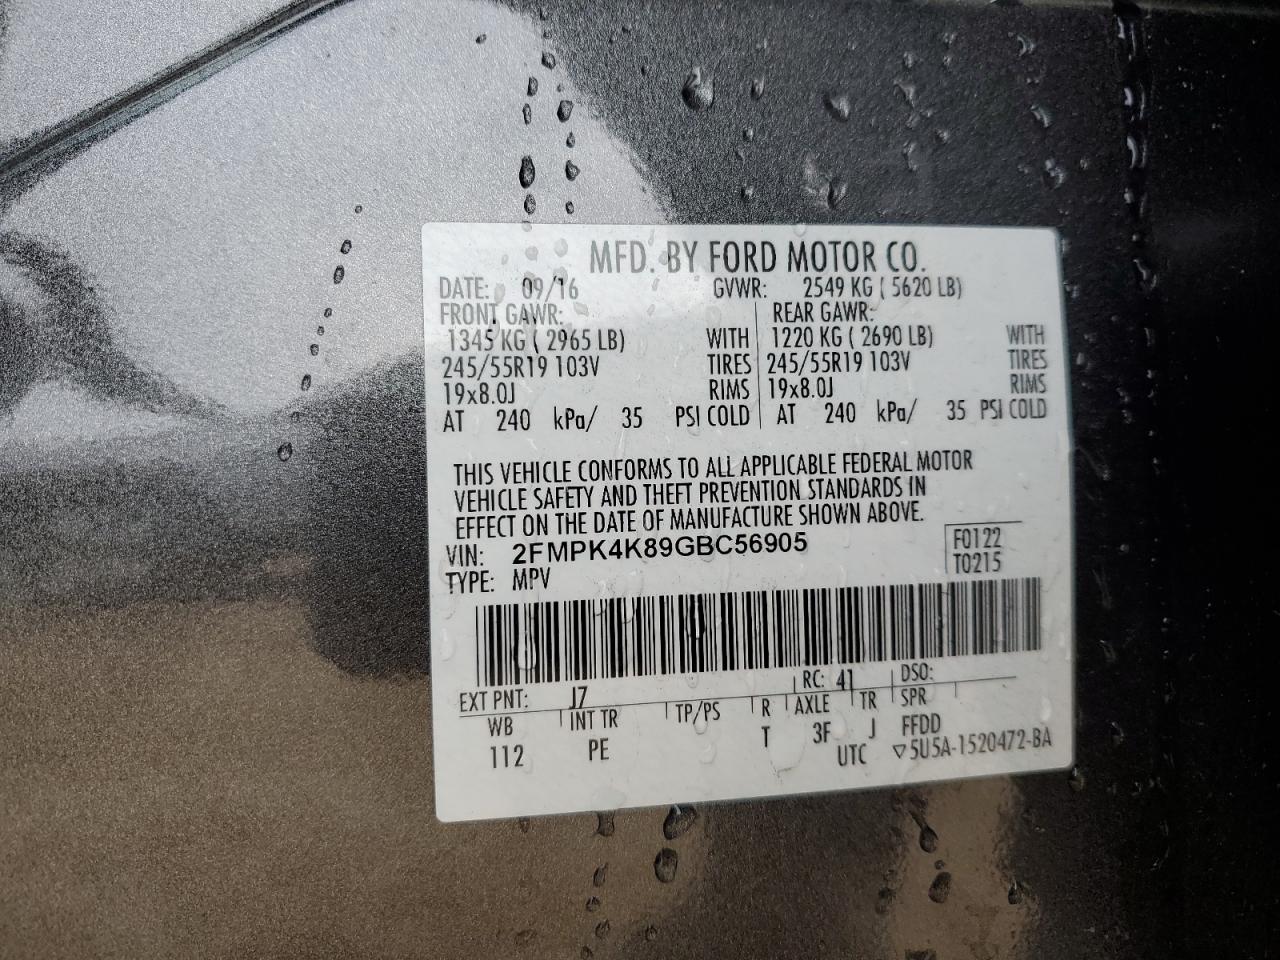 MFD. BY FORD MOTOR CO.
DATE: 09/16 GVWR: 2549 KG ( 5620 LB)
FRONT GAWR: REAR GAWR:
1345 KG ( 2965 LB) WITH 1220 KG ( 2690 LB) WITH
245/55R19 103V TIRES 245/55R19 103V TIRES
19x8.0J RIMS 19x8.0J RIMS
AT 240 kPa/ 35 PSI COLD AT 240 kPa/ 35 PSI COLD
THIS VEHICLE CONFORMS TO ALL APPLICABLE FEDERAL MOTOR
VEHICLE SAFETY AND THEFT PREVENTION STANDARDS IN
EFFECT ON THE DATE OF MANUFACTURE SHOWN ABOVE.
VIN: 2FMPK4K89GBC56905 F0122
TYPE: MPV T0215
EXT PNT: J7 RC: 41 DSO:
WB INT TR TP/PS R AXLE TR SPR
112 PE T 3F J FFDD
UTC ▽5U5A-1520472-BA